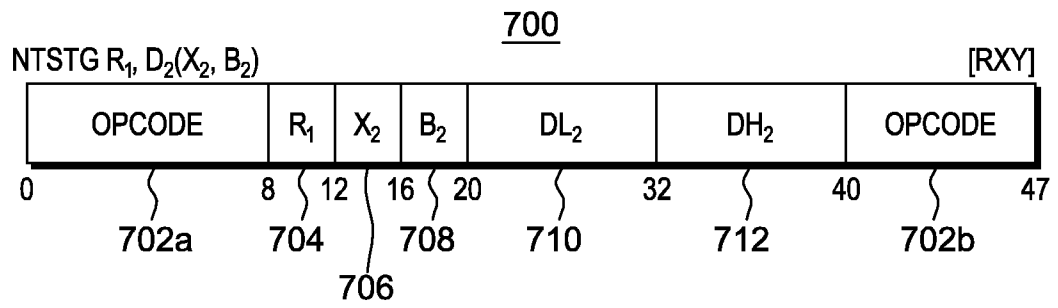 700
NTSTG R₁, D₂(X₂, B₂) [RXY]
OPCODE R₁ X₂ B₂ DL₂ DH₂ OPCODE
0 8 12 16 20 32 40 47
702a 704 708 710 712 702b
706